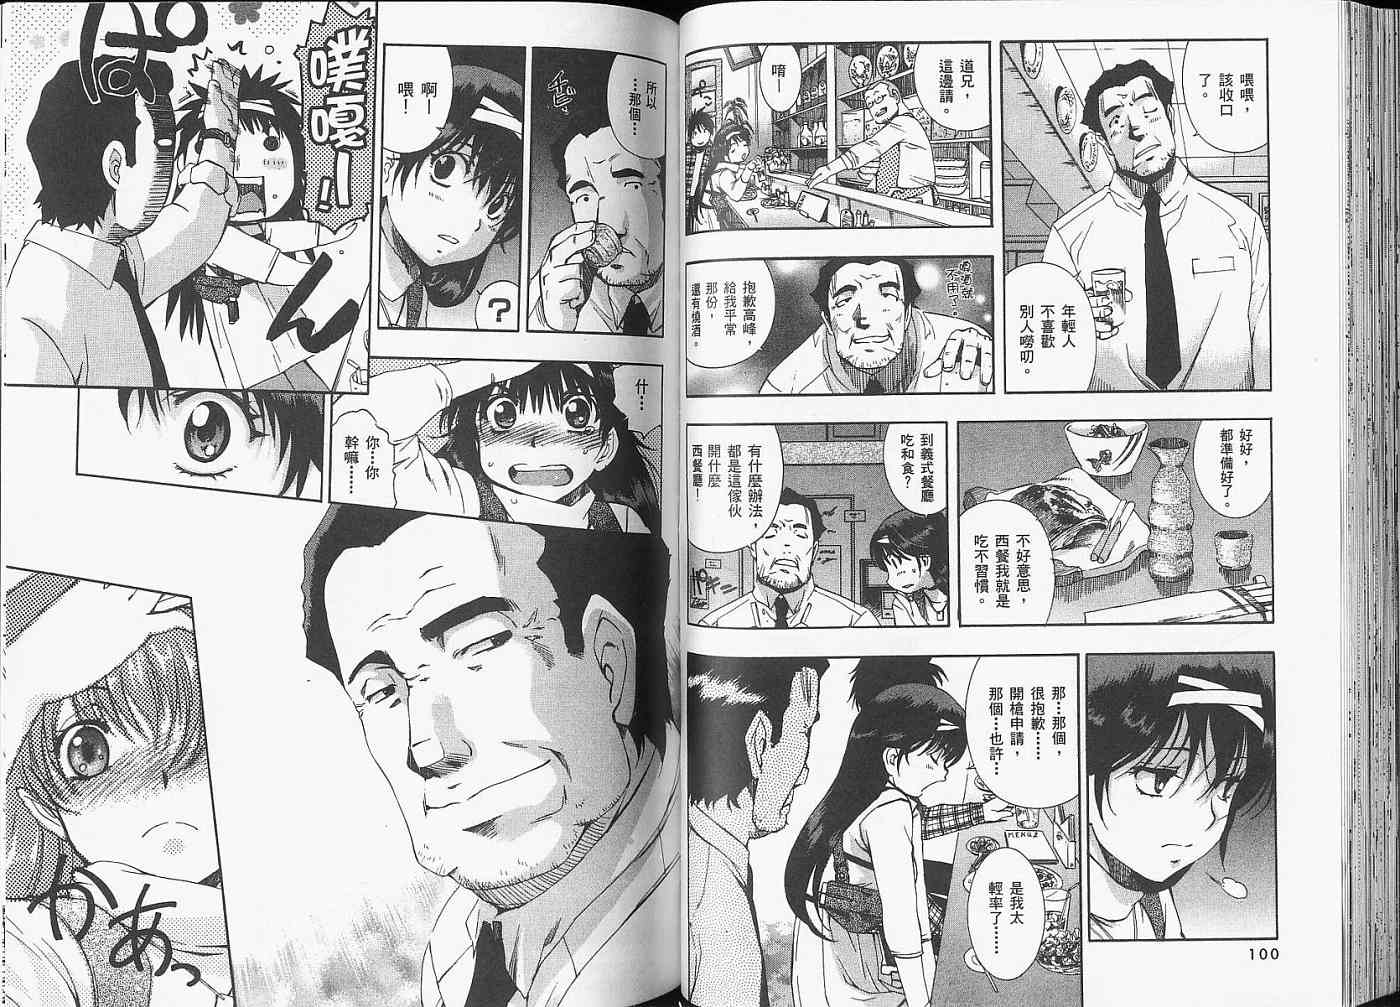 喂喂，
該收口
了。
年輕人
不喜歡
別人嘮叨。
道兄，
這邊請。
唷—
喝酒就
不用了。
抱歉高峰，
給我平常
那份，
還有燒酒。
好好，
都準備好了。
不好意思，
西餐我就是
吃不習慣。
到義式餐廳
吃和食？
有什麼辦法，
都是這傢伙
開什麼
西餐廳！
那…那個，
很抱歉……
開槍申請，
那個…也許…
MENU
是我太
輕率了……
100
所以
…那個…
啊—
喂！
？
噗嘎—!!
ぱん
什…
你…你
幹嘛……
かあっ